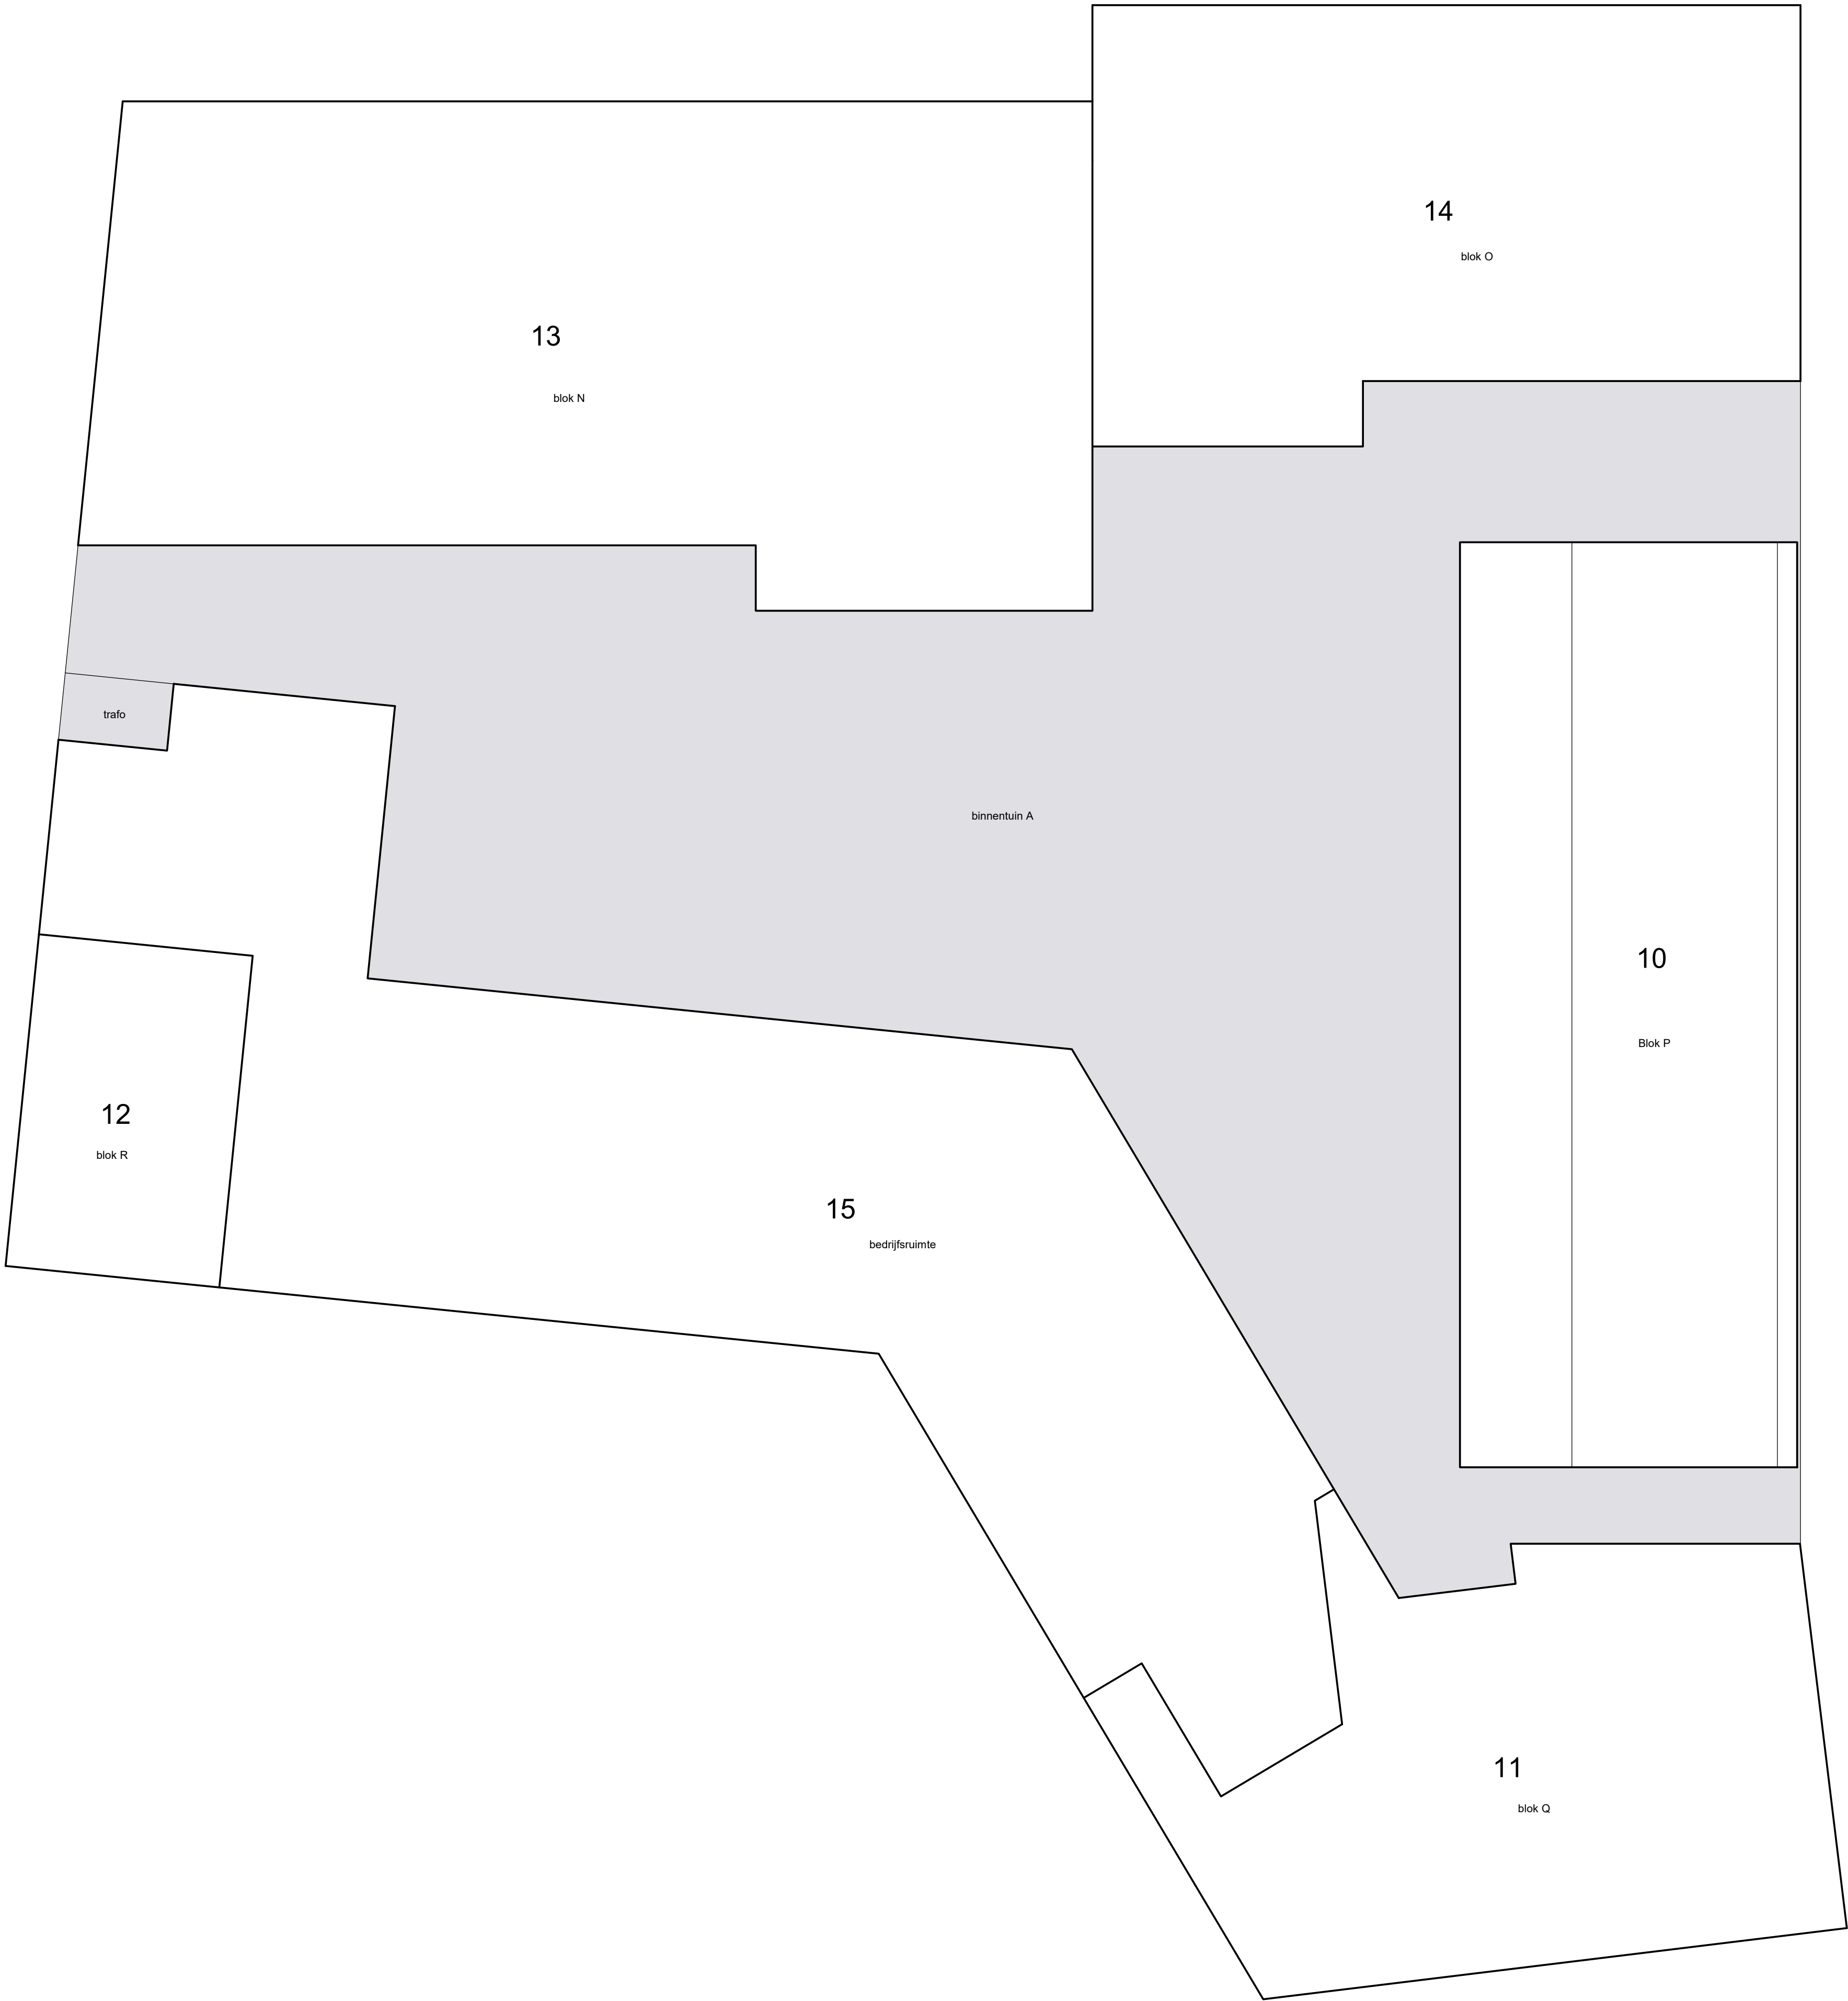 14
blok O
13
blok N
trafo
binnentuin A
10
Blok P
12
blok R
15
bedrijfsruimte
11
blok Q